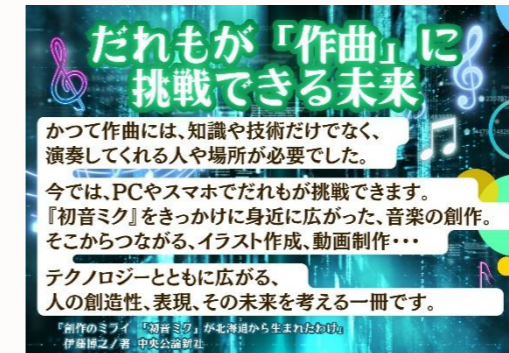 だれもが「作曲」に
挑戦できる未来
かつて作曲には、知識や技術だけでなく、
演奏してくれる人や場所が必要でした。
今では、PCやスマホでだれもが挑戦できます。
『初音ミク』をきっかけに身近に広がった、音楽の創作。
そこからつながる、イラスト作成、動画制作・・・
テクノロジーとともに広がる、
人の創造性、表現、その未来を考える一冊です。
『創作のミライ 「初音ミク」が北海道から生まれたわけ』
伊藤博之/著 中央公論新社